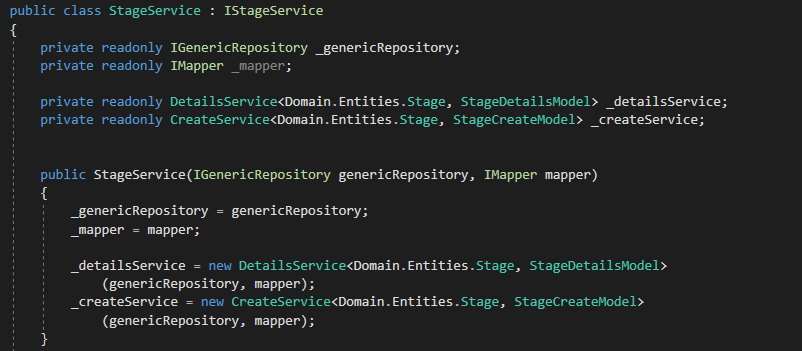 public class StageService : IStageService
{
private readonly IGenericRepository _genericRepository;
private readonly IMapper _mapper;
private readonly DetailsService<Domain.Entities.Stage, StageDetailsModel> _detailsService;
private readonly CreateService<Domain.Entities.Stage, StageCreateModel> _createService;
public StageService(IGenericRepository genericRepository, IMapper mapper)
{
_genericRepository = genericRepository;
_mapper = mapper;
_detailsService = new DetailsService<Domain.Entities.Stage, StageDetailsModel>
(genericRepository, mapper);
_createService = new CreateService<Domain.Entities.Stage, StageCreateModel>
(genericRepository, mapper);
}